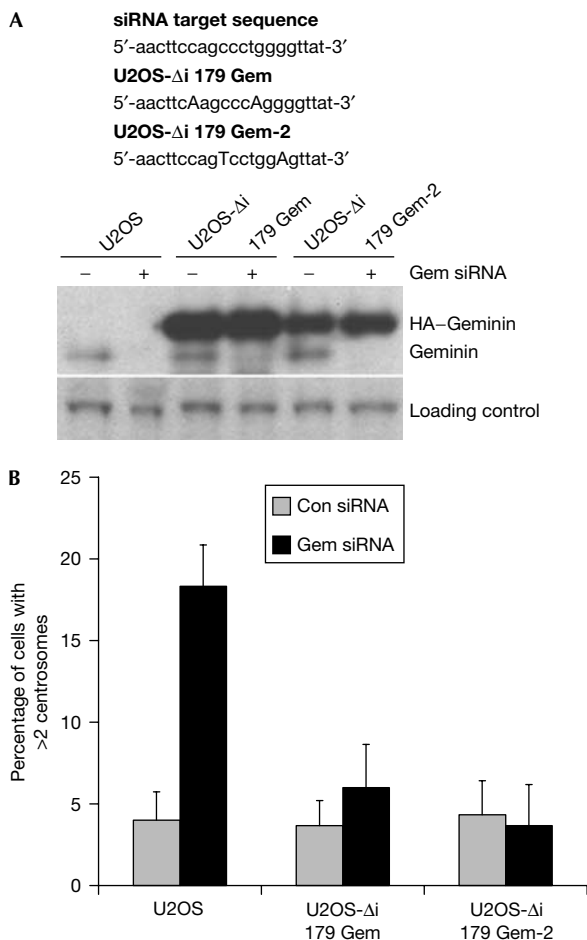 A
siRNA target sequence
5′-aacttccagccctggggttat-3′
U2OS-Δi 179 Gem
5′-aacttcAagcccAggggttat-3′
U2OS-Δi 179 Gem-2
5′-aacttccagTcctggAgttat-3′
U2OS U2OS-Δi 179 Gem U2OS-Δi 179 Gem-2
– + – + – + Gem siRNA
HA–Geminin
Geminin
Loading control
B
Con siRNA
Gem siRNA
Percentage of cells with
>2 centrosomes
25
20
15
10
5
0
U2OS U2OS-Δi U2OS-Δi
179 Gem 179 Gem-2